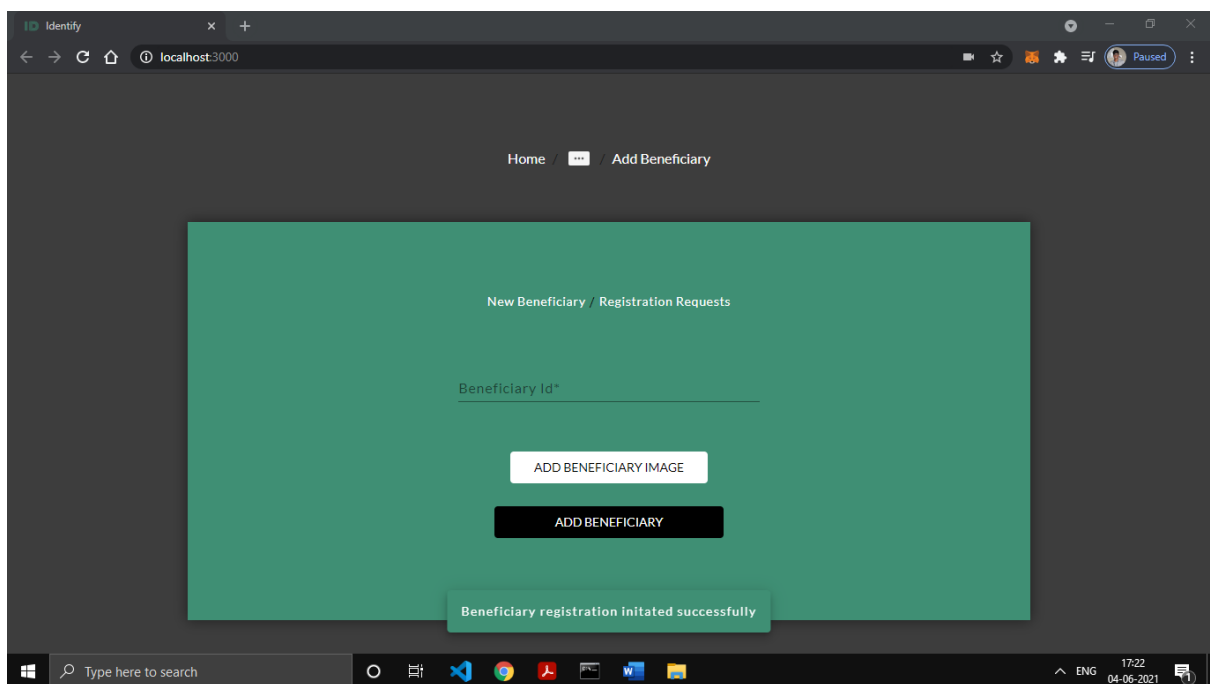 ID Identify
localhost:3000
Paused
Home / ... / Add Beneficiary
New Beneficiary / Registration Requests
Beneficiary Id*
ADD BENEFICIARY IMAGE
ADD BENEFICIARY
Beneficiary registration initated successfully
Type here to search
ENG
17:22
04-06-2021
1